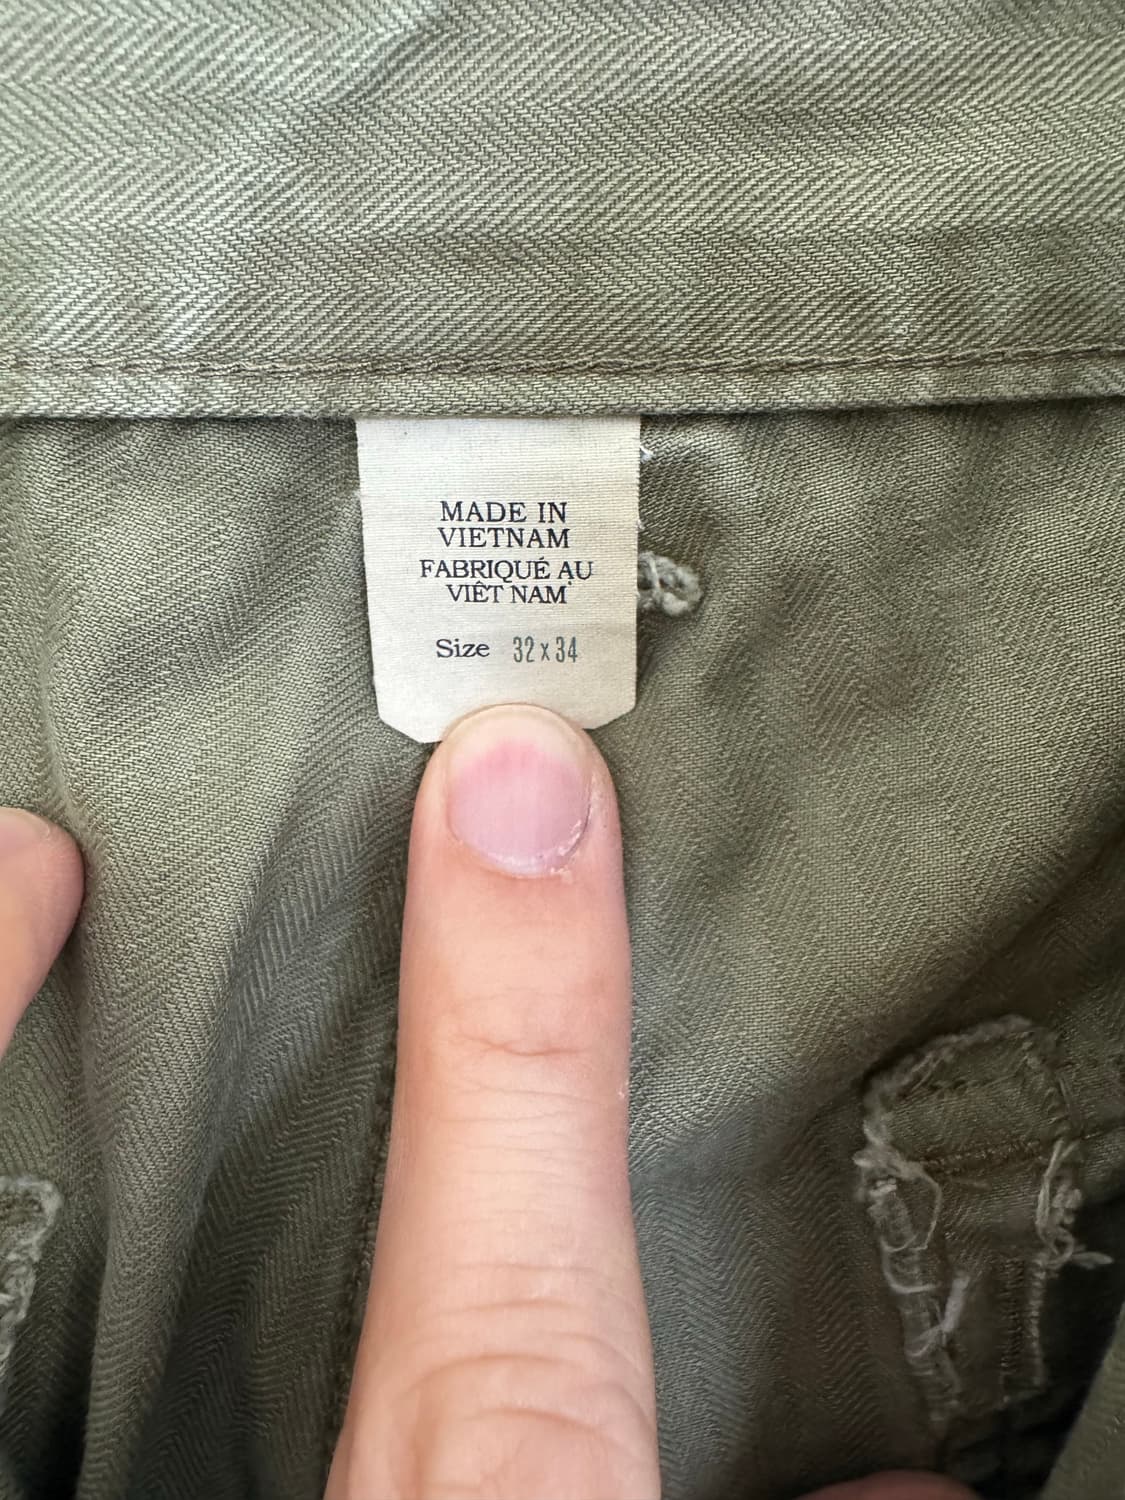 MADE IN
VIETNAM
FABRIQUÉ AU
VIÊT NAM
Size 32 x 34